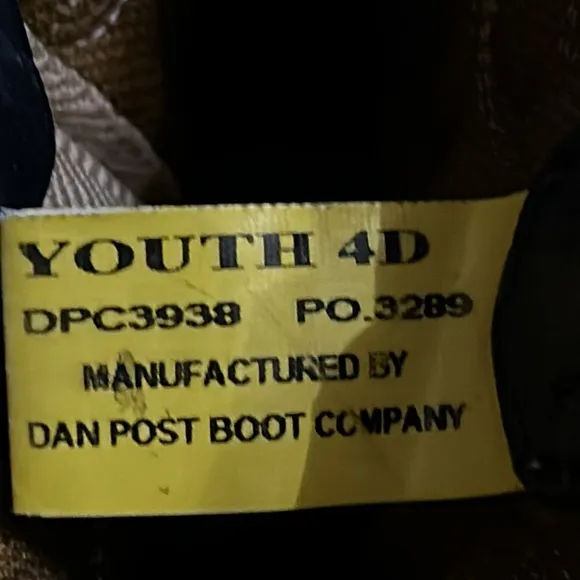 YOUTH 4D
DPC3938 PO.3289
MANUFACTURED BY
DAN POST BOOT COMPANY